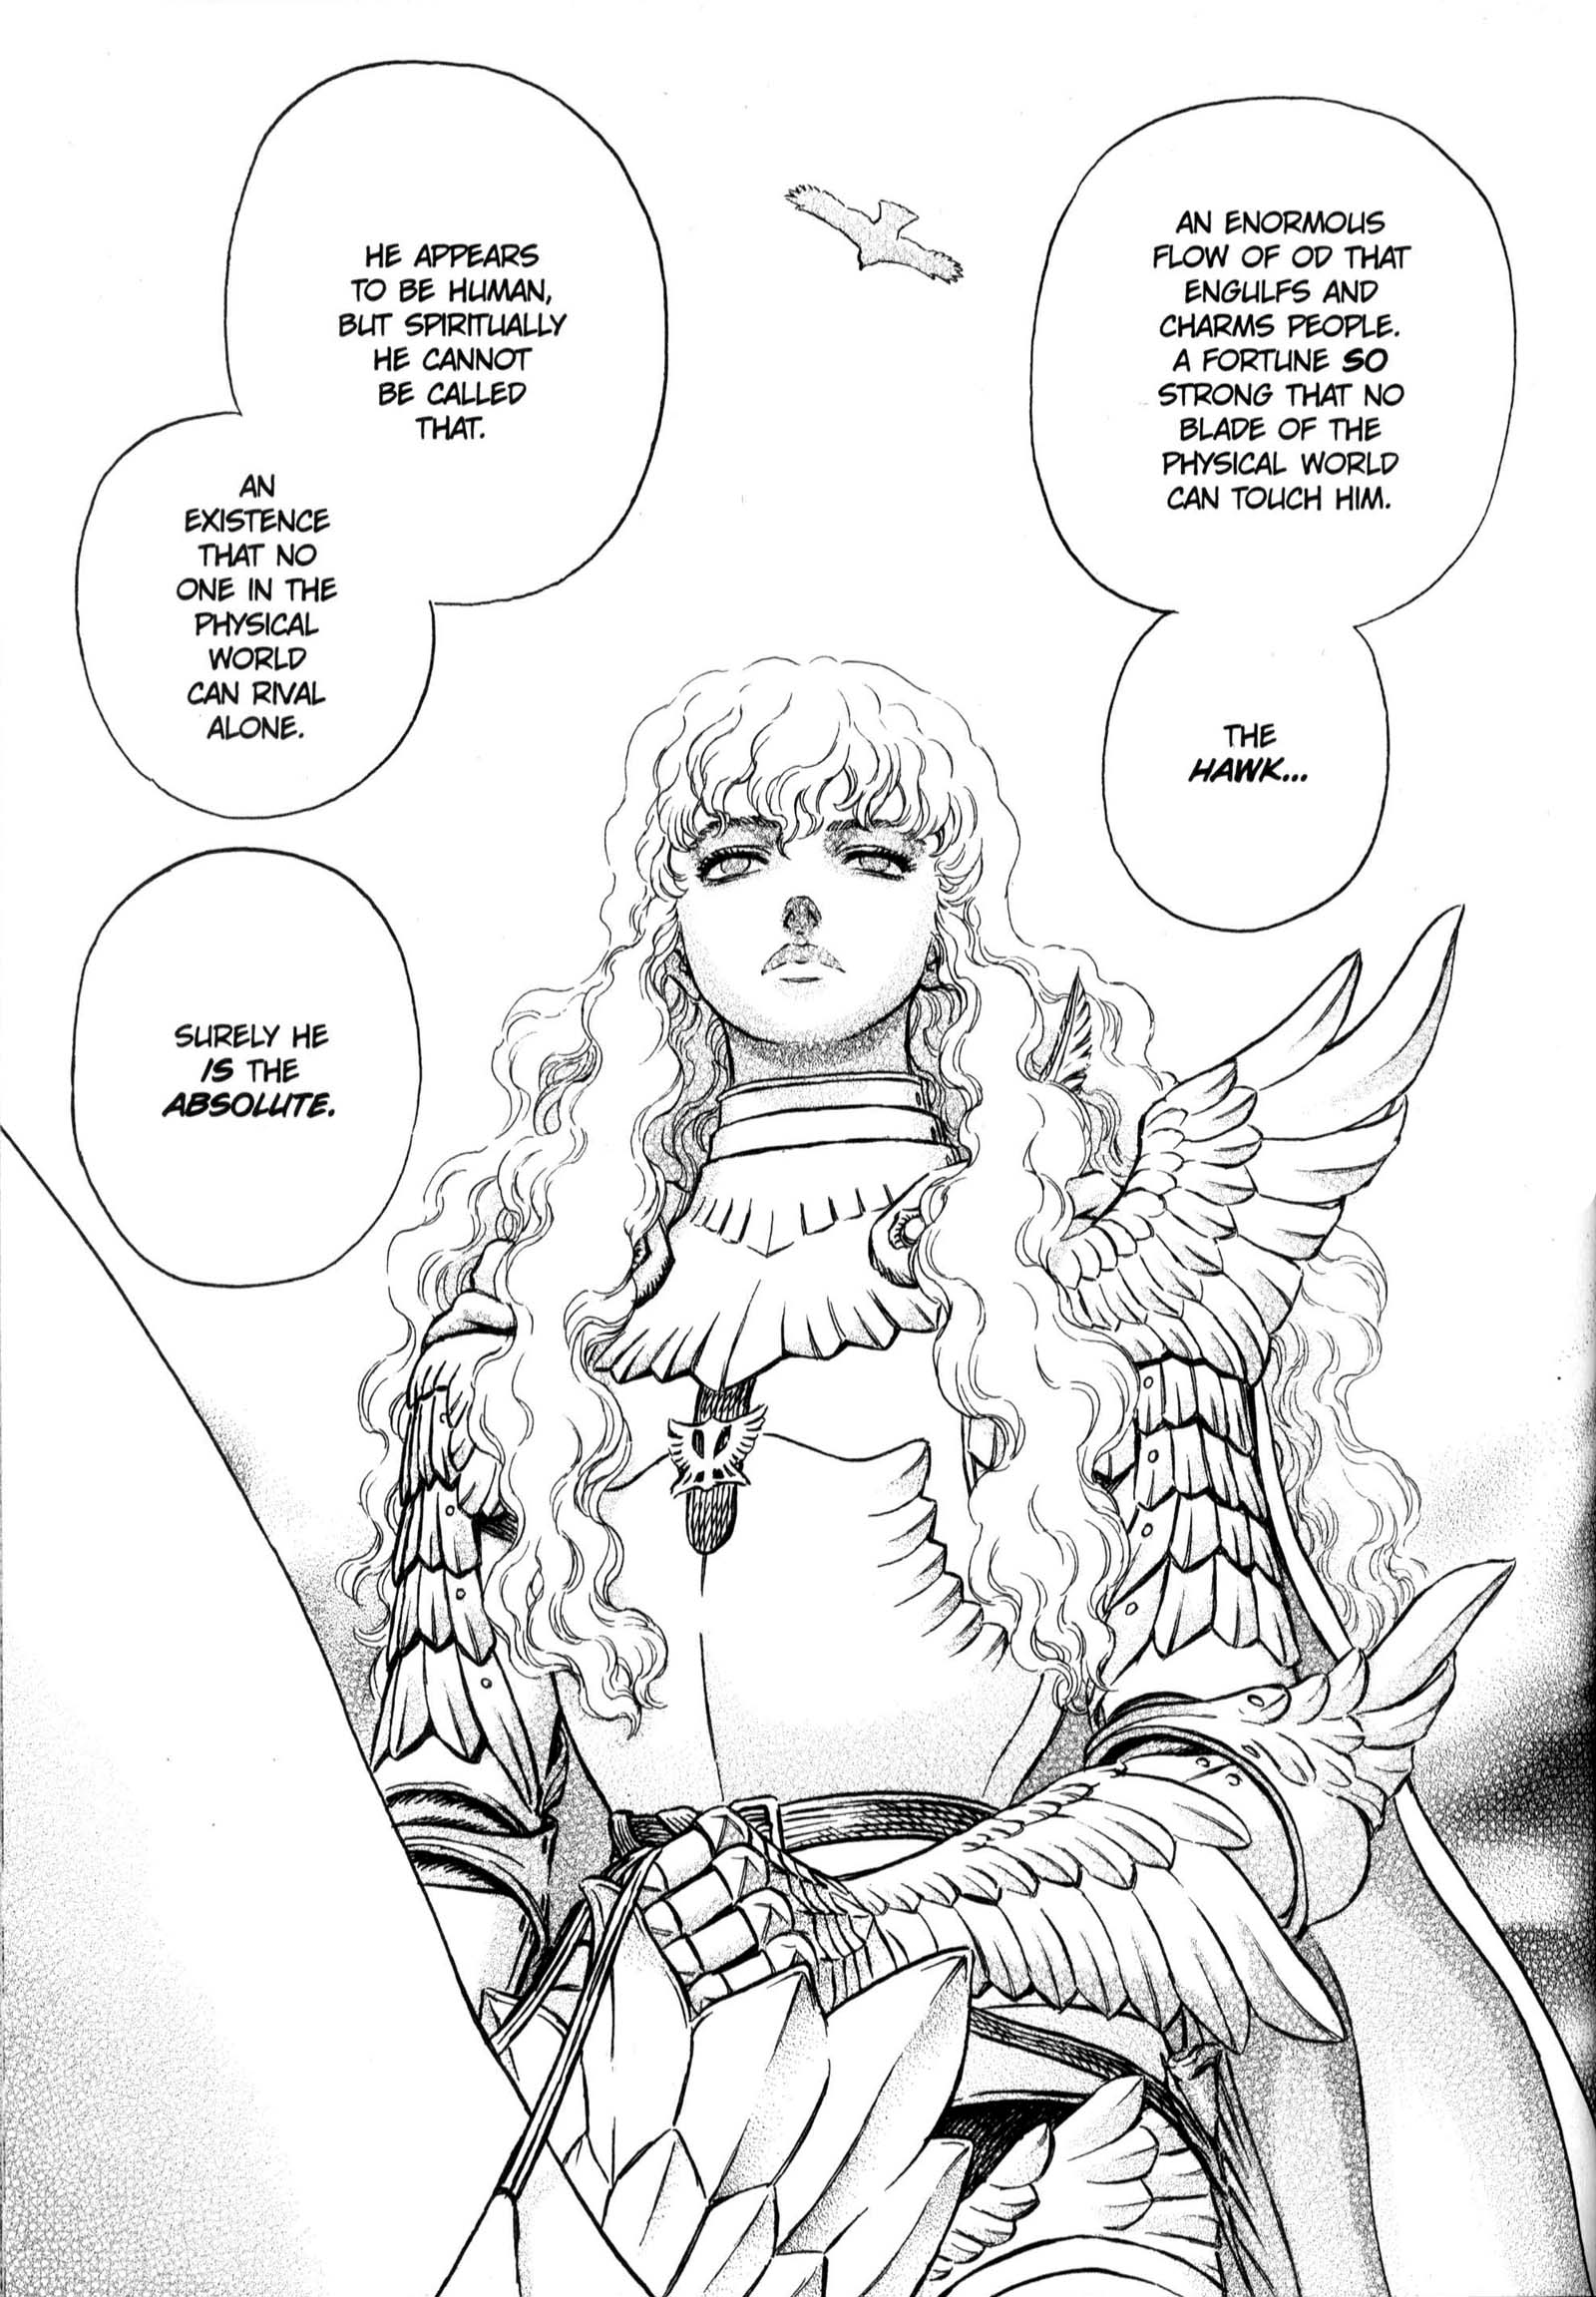 AN ENORMOUS
FLOW OF OD THAT
ENGULFS AND
CHARMS PEOPLE.
A FORTUNE SO
STRONG THAT NO
BLADE OF THE
PHYSICAL WORLD
CAN TOUCH HIM.
THE
HAWK...
HE APPEARS
TO BE HUMAN,
BUT SPIRITUALLY
HE CANNOT
BE CALLED
THAT.
AN
EXISTENCE
THAT NO
ONE IN THE
PHYSICAL
WORLD
CAN RIVAL
ALONE.
SURELY HE
IS THE
ABSOLUTE.